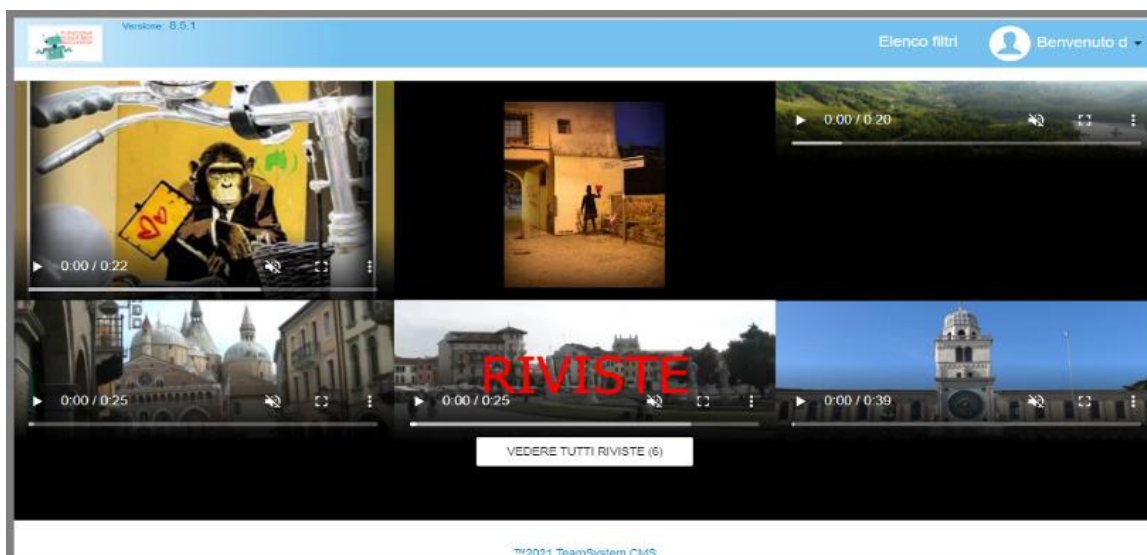 Versione: 8.5.1
Elenco filtri
Benvenuto d
0:00 / 0:20
0:00 / 0:22
RIVISTE
0:00 / 0:25
0:00 / 0:25
0:00 / 0:39
VEDERE TUTTI RIVISTE (6)
™2021 TeamSystem CMS